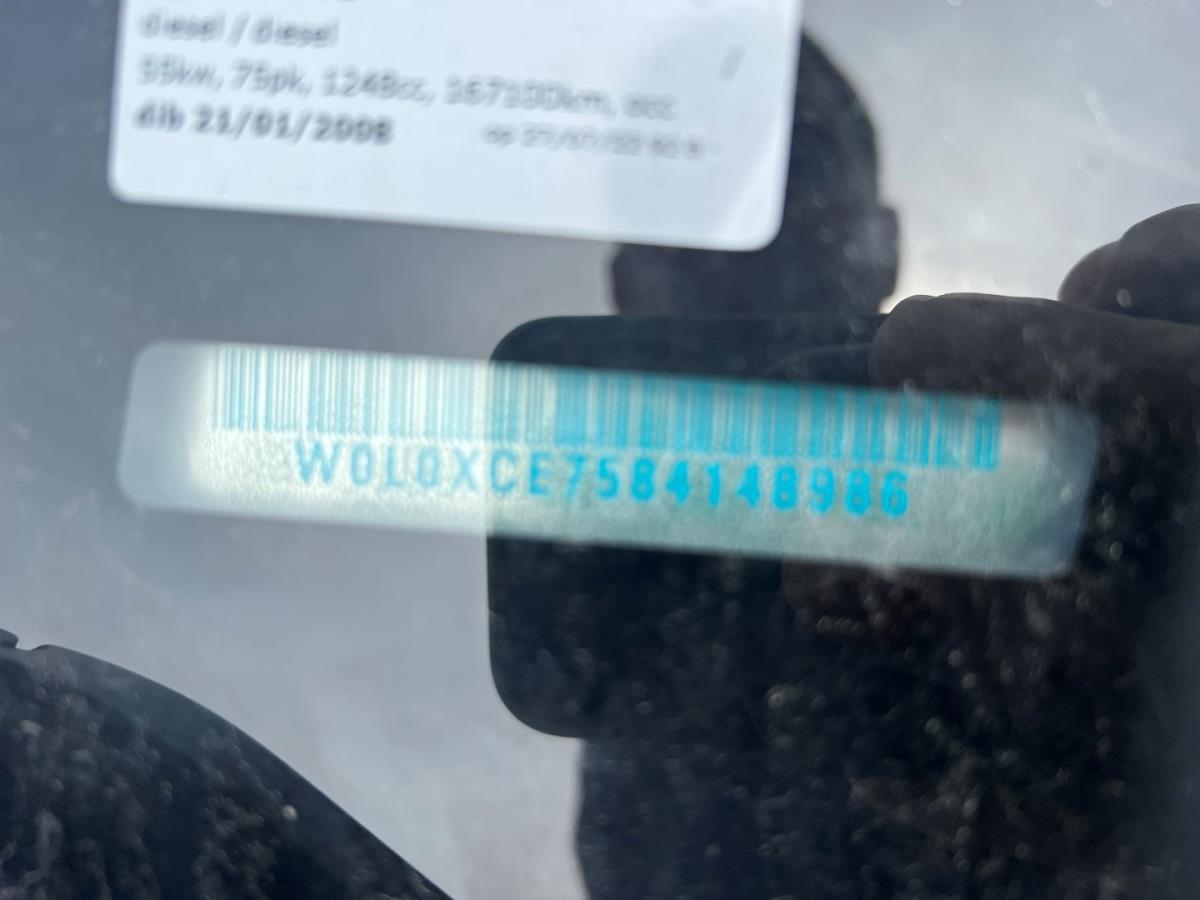 diesel / diesel
55kw, 75pk, 1248cc, 167100km,
dib 21/01/2008
W0L0XCE7584148986